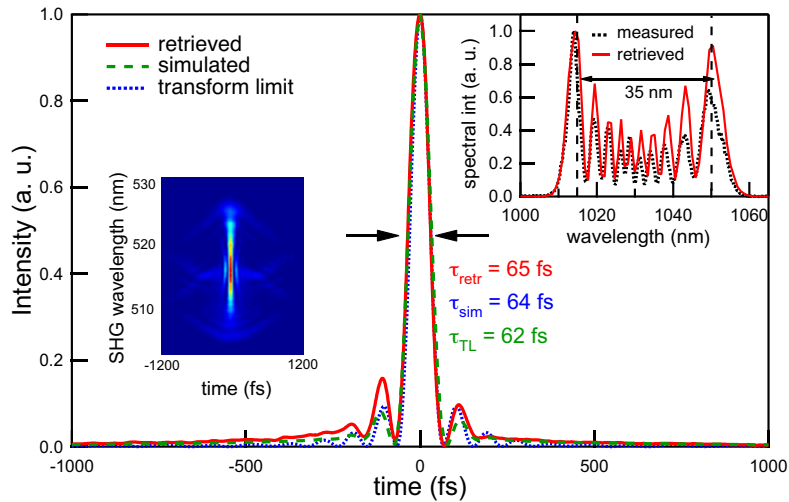 retrieved
simulated
transform limit
Intensity (a. u.)
1.0
0.8
0.6
0.4
0.2
0.0
-1000
-500
0
500
1000
time (fs)
SHG wavelength (nm)
530
520
510
-1200
1200
time (fs)
τretr = 65 fs
τsim = 64 fs
τTL = 62 fs
spectral int (a. u.)
1.0
0.8
0.6
0.4
0.2
0.0
measured
retrieved
35 nm
1000
1020
1040
1060
wavelength (nm)